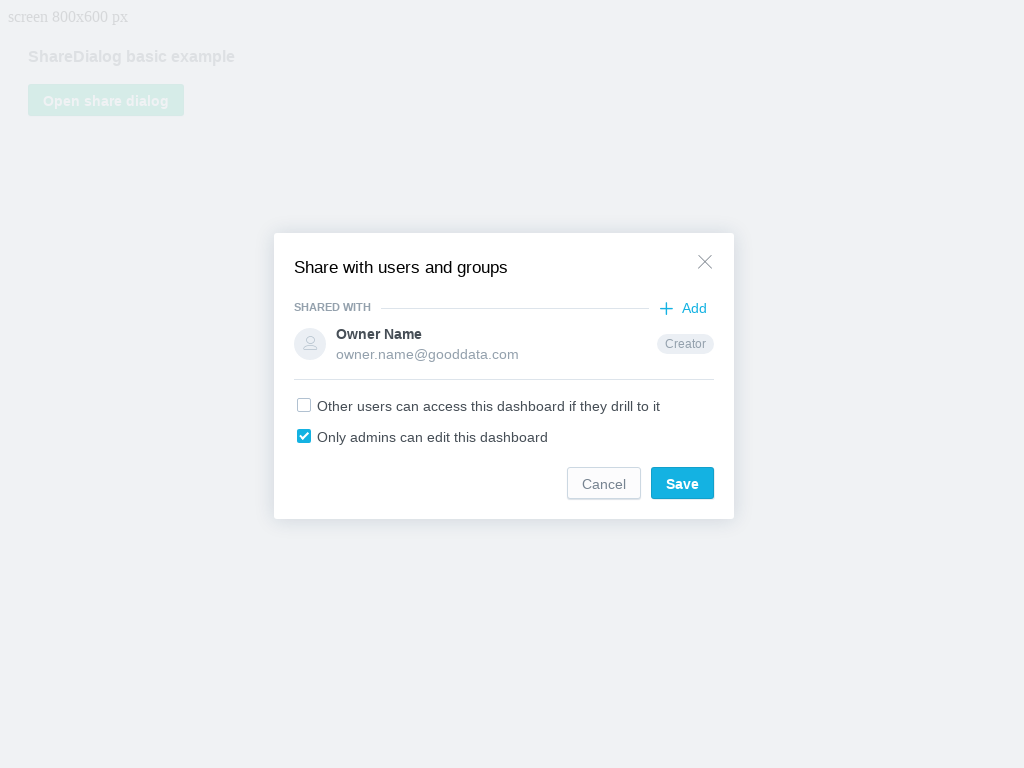 screen 800x600 px
ShareDialog basic example
Open share dialog
Share with users and groups
SHARED WITH
Add
Owner Name
owner.name@gooddata.com
Creator
Other users can access this dashboard if they drill to it
Only admins can edit this dashboard
Cancel
Save